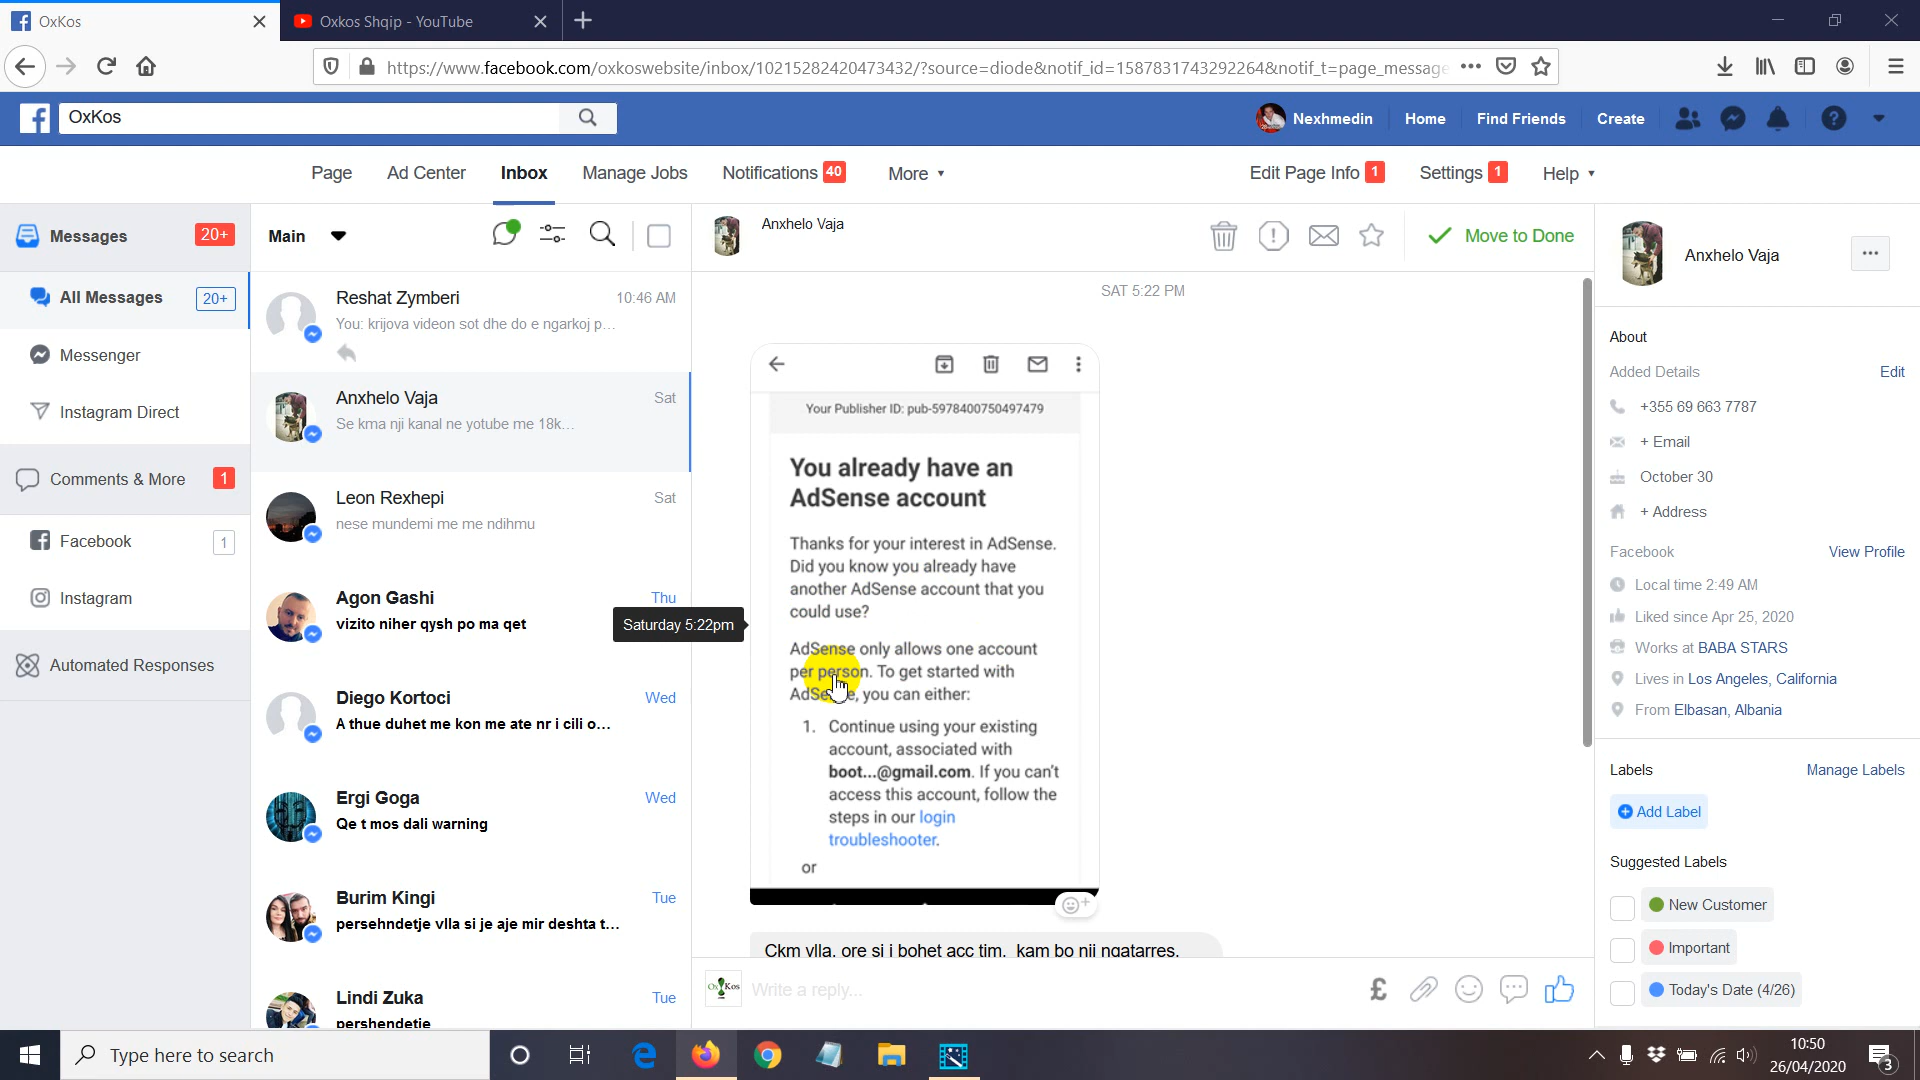 OxKos
Oxkos Shqip - YouTube
https://www.facebook.com/oxkoswebsite/inbox/10215282420473432/?source=diode&notif_id=1587831743292264&notif_t=page_message
OxKos
Nexhmedin
Home
Find Friends
Create
Page
Ad Center
Inbox
Manage Jobs
Notifications 40
More
Edit Page Info 1
Settings 1
Help
Messages 20+
All Messages 20+
Messenger
Instagram Direct
Comments & More 1
Facebook 1
Instagram
Automated Responses
Main
Reshat Zymberi 10:46 AM
You: krijova videon sot dhe do e ngarkoj p...
Anxhelo Vaja Sat
Se kma nji kanal ne yotube me 18k...
Leon Rexhepi Sat
nese mundemi me me ndihmu
Agon Gashi Thu
vizito niher qysh po ma qet
Diego Kortoci Wed
A thue duhet me kon me ate nr i cili o...
Ergi Goga Wed
Qe t mos dali warning
Burim Kingi Tue
persehndetje vlla si je aje mir deshta t...
Lindi Zuka Tue
pershendetje
Anxhelo Vaja
Move to Done
SAT 5:22 PM
Your Publisher ID: pub-5978400750497479
You already have an
AdSense account
Thanks for your interest in AdSense.
Did you know you already have
another AdSense account that you
could use?
Saturday 5:22pm
AdSense only allows one account
per person. To get started with
AdSense, you can either:
1. Continue using your existing
account, associated with
boot...@gmail.com. If you can't
access this account, follow the
steps in our login
troubleshooter.
or
Ckm vlla, ore si i bohet acc tim, kam bo nji ngatarres,
OxKos
Write a reply...
Anxhelo Vaja
About
Added Details Edit
+355 69 663 7787
+ Email
October 30
+ Address
Facebook View Profile
Local time 2:49 AM
Liked since Apr 25, 2020
Works at BABA STARS
Lives in Los Angeles, California
From Elbasan, Albania
Labels Manage Labels
Add Label
Suggested Labels
New Customer
Important
Today's Date (4/26)
Type here to search
10:50
26/04/2020
3